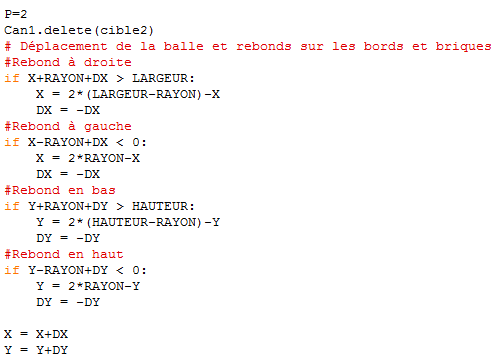 P=2
Can1.delete(cible2)
# Déplacement de la balle et rebonds sur les bords et briques
#Rebond à droite
if X+RAYON+DX > LARGEUR:
    X = 2*(LARGEUR-RAYON)-X
    DX = -DX
#Rebond à gauche
if X-RAYON+DX < 0:
    X = 2*RAYON-X
    DX = -DX
#Rebond en bas
if Y+RAYON+DY > HAUTEUR:
    Y = 2*(HAUTEUR-RAYON)-Y
    DY = -DY
#Rebond en haut
if Y-RAYON+DY < 0:
    Y = 2*RAYON-Y
    DY = -DY
X = X+DX
Y = Y+DY